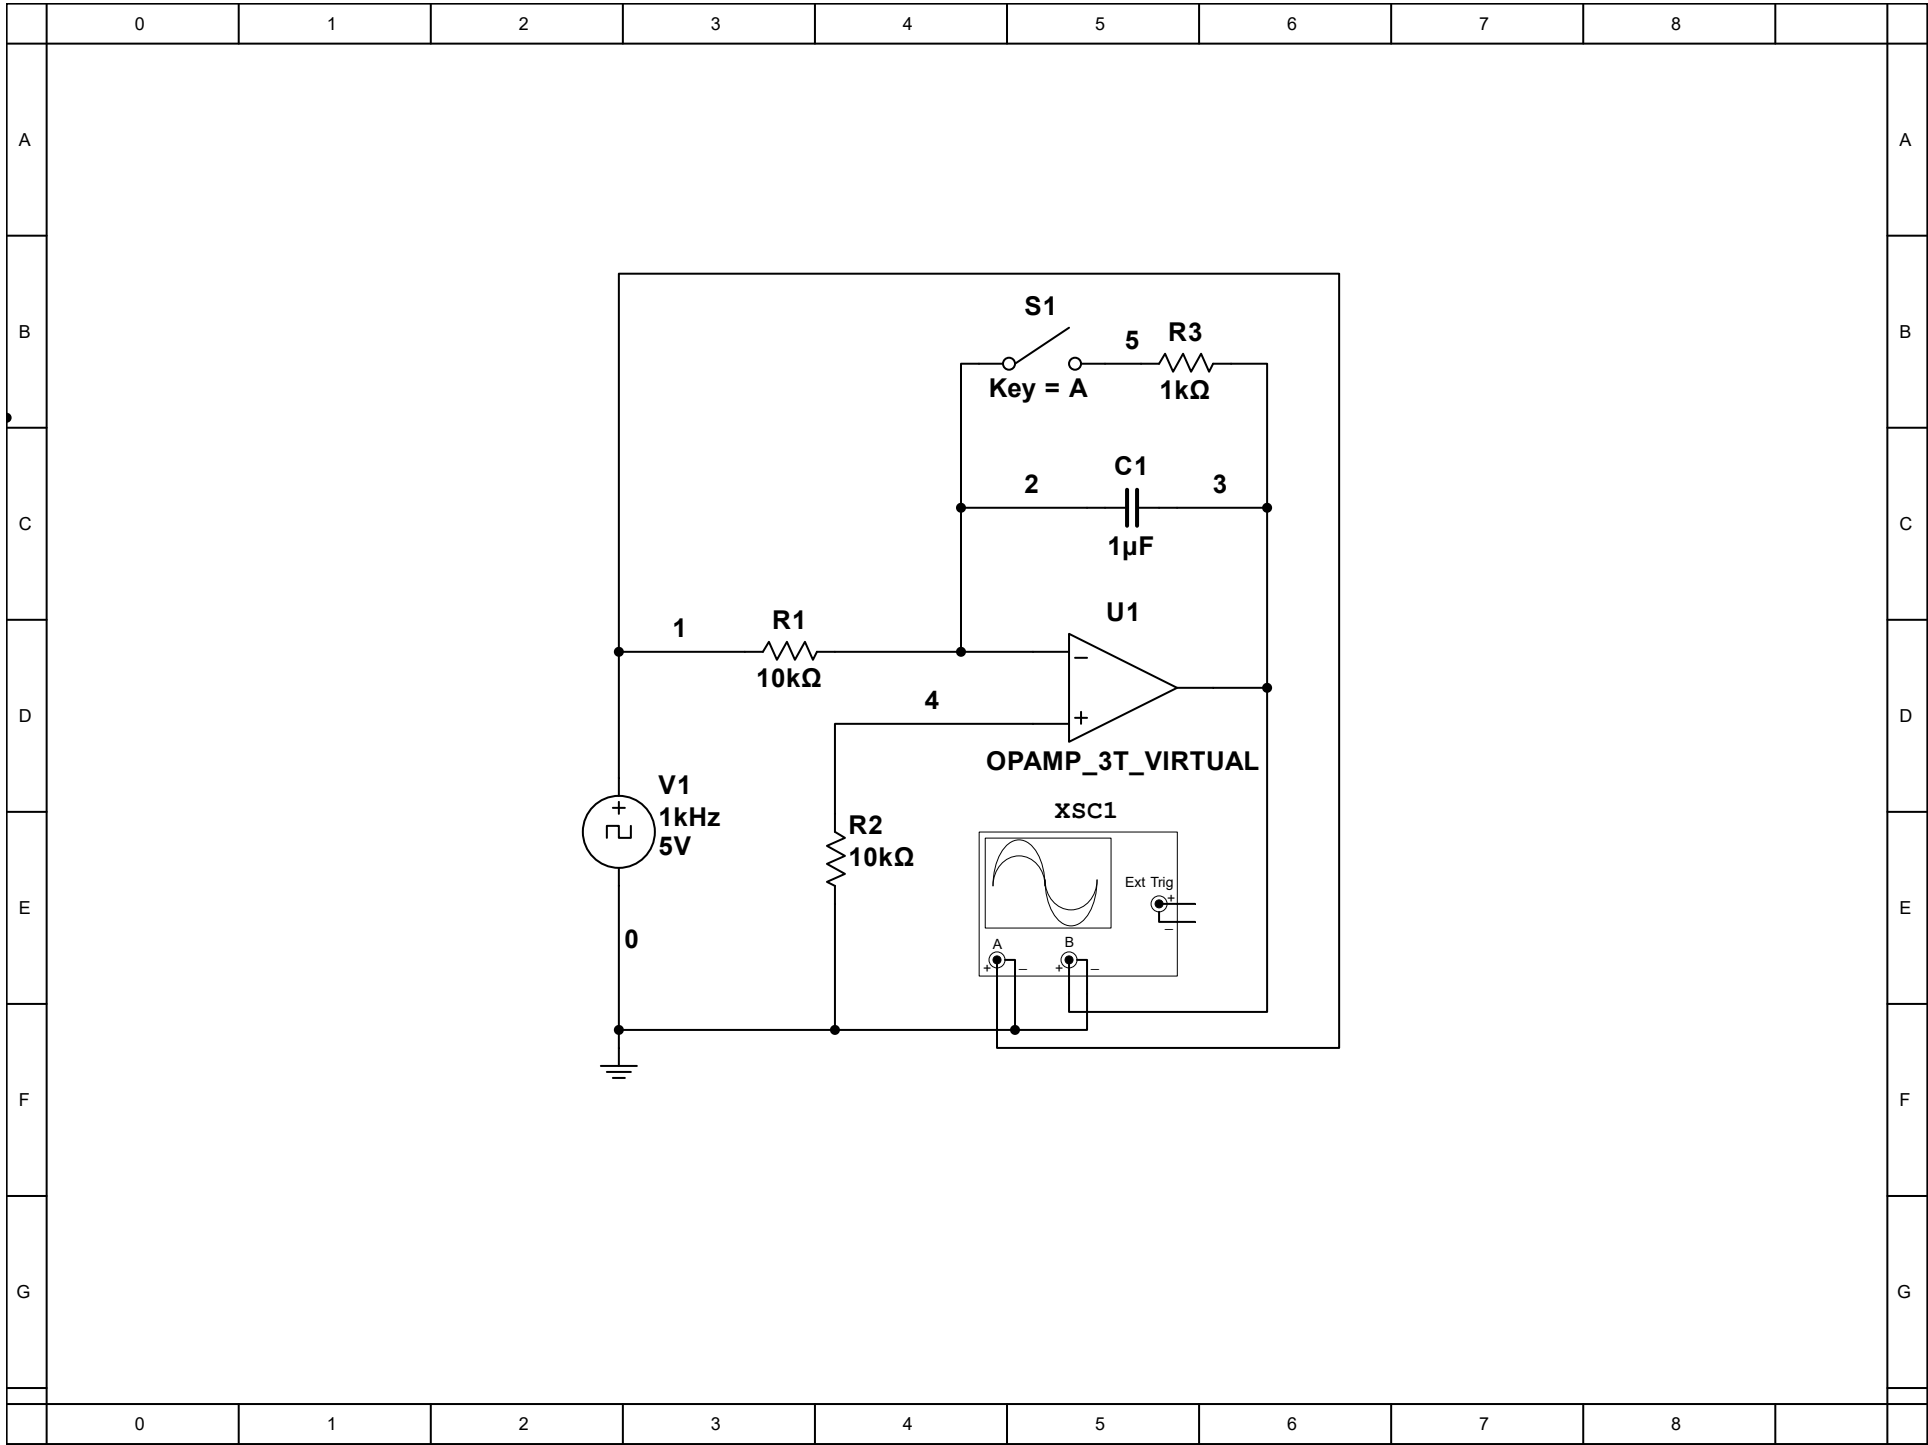 0 1 2 3 4 5 6 7 8
A A
S1
B B
5 R3
Key = A 1kΩ
C1
2 3
C C
1µF
U1
1 R1
−
10kΩ
4
D D
+
OPAMP_3T_VIRTUAL
V1
+ 1kHz
5V
XSC1
R2
10kΩ
Ext Trig
+
E E
−
0
A B
+ − + −
F F
G G
0 1 2 3 4 5 6 7 8